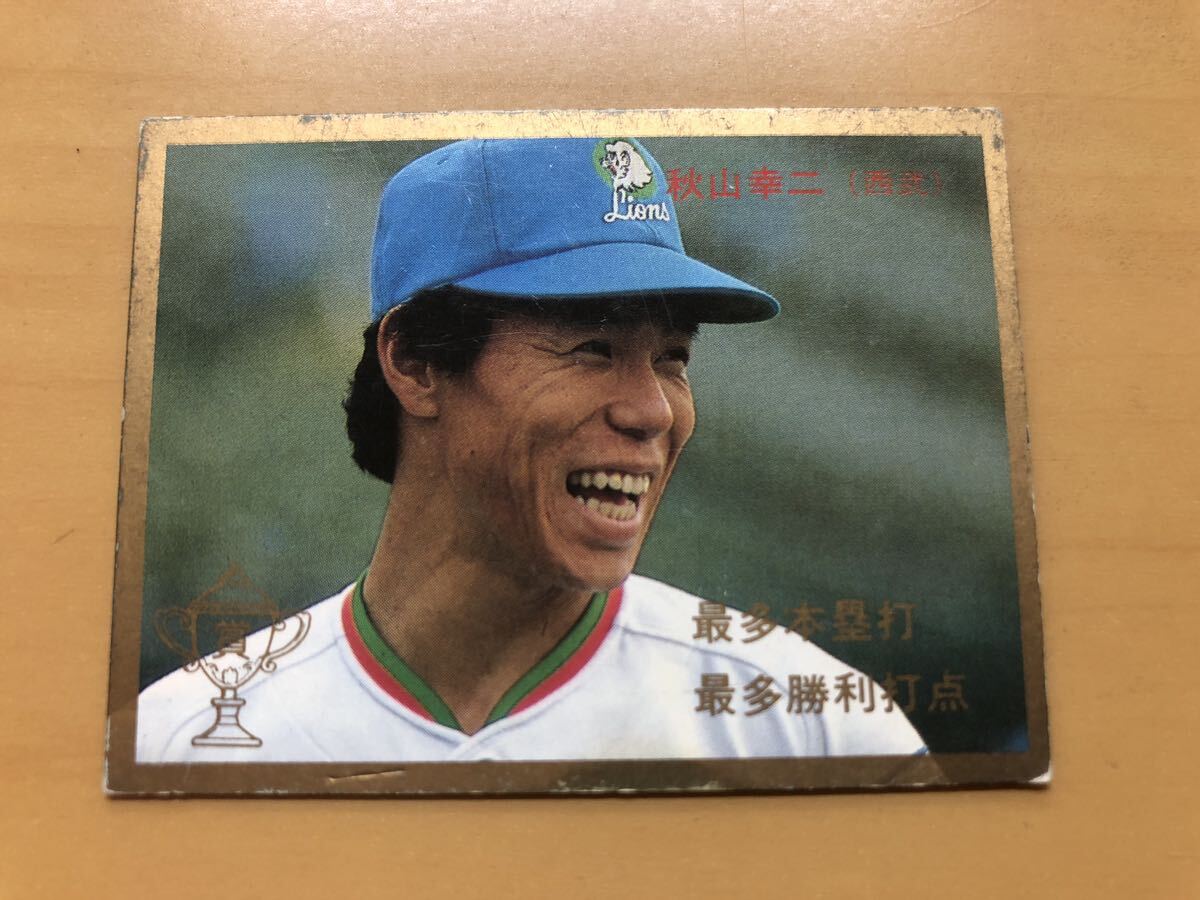 Lions
秋山幸二（西武）
賞
最多本塁打
最多勝利打点